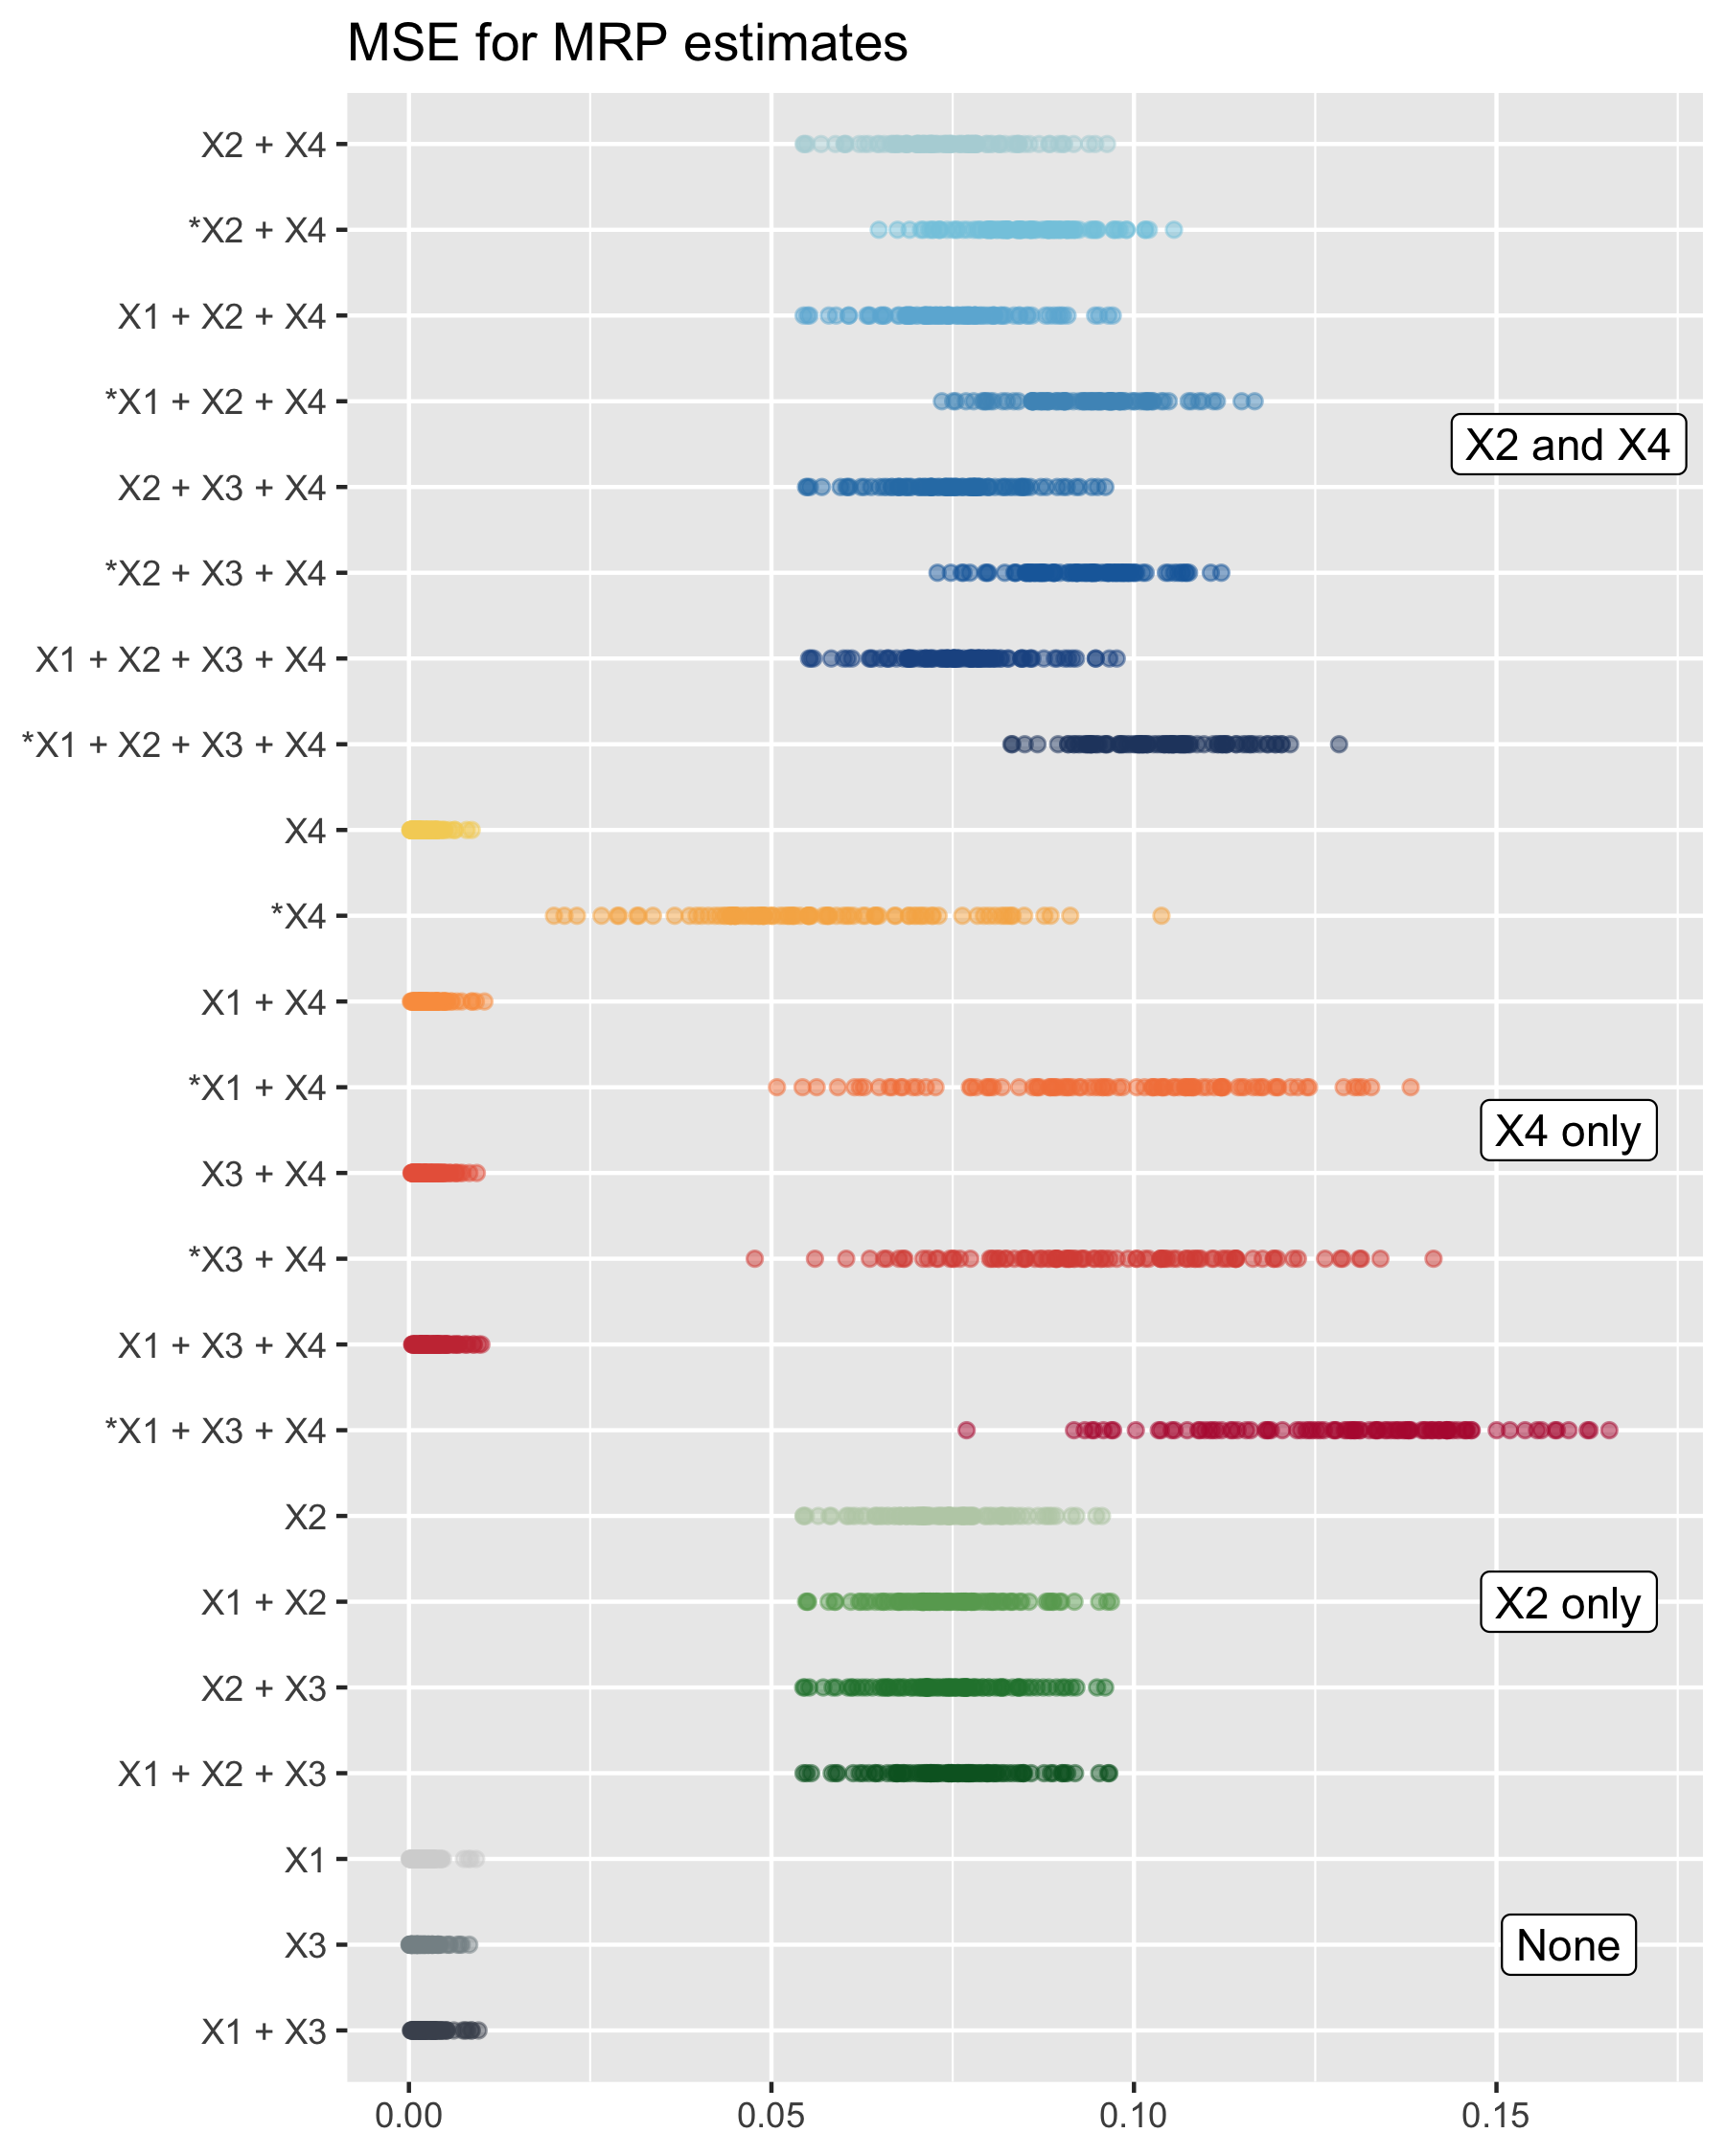 MSE for MRP estimates
X2 + X4
*X2 + X4
X1 + X2 + X4
*X1 + X2 + X4
X2 and X4
X2 + X3 + X4
*X2 + X3 + X4
X1 + X2 + X3 + X4
*X1 + X2 + X3 + X4
X4
*X4
X1 + X4
*X1 + X4
X4 only
X3 + X4
*X3 + X4
X1 + X3 + X4
*X1 + X3 + X4
X2
X1 + X2
X2 only
X2 + X3
X1 + X2 + X3
X1
X3
None
X1 + X3
0.00 0.05 0.10 0.15